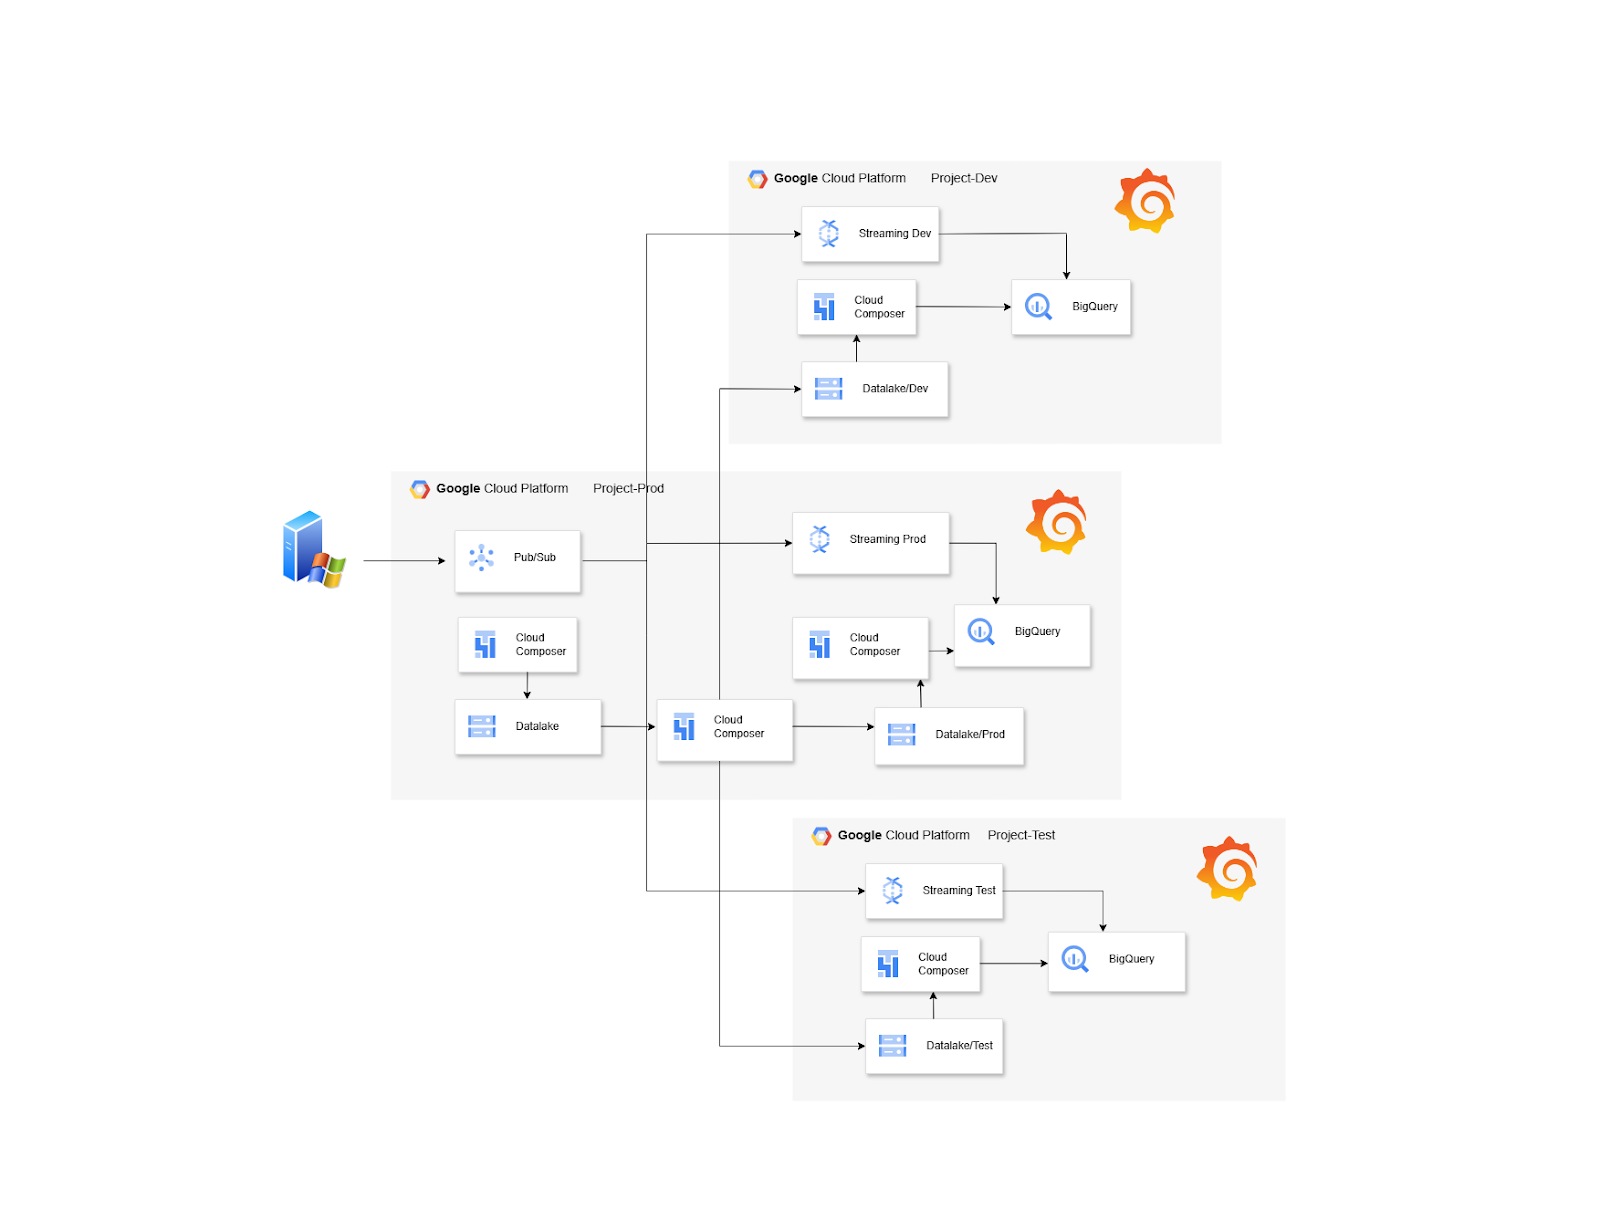 Google Cloud Platform Project-Dev
Streaming Dev
Cloud
Composer
BigQuery
Datalake/Dev
Google Cloud Platform Project-Prod
Pub/Sub
Streaming Prod
Cloud
Composer
Cloud
Composer
BigQuery
Datalake
Cloud
Composer
Datalake/Prod
Google Cloud Platform Project-Test
Streaming Test
Cloud
Composer
BigQuery
Datalake/Test